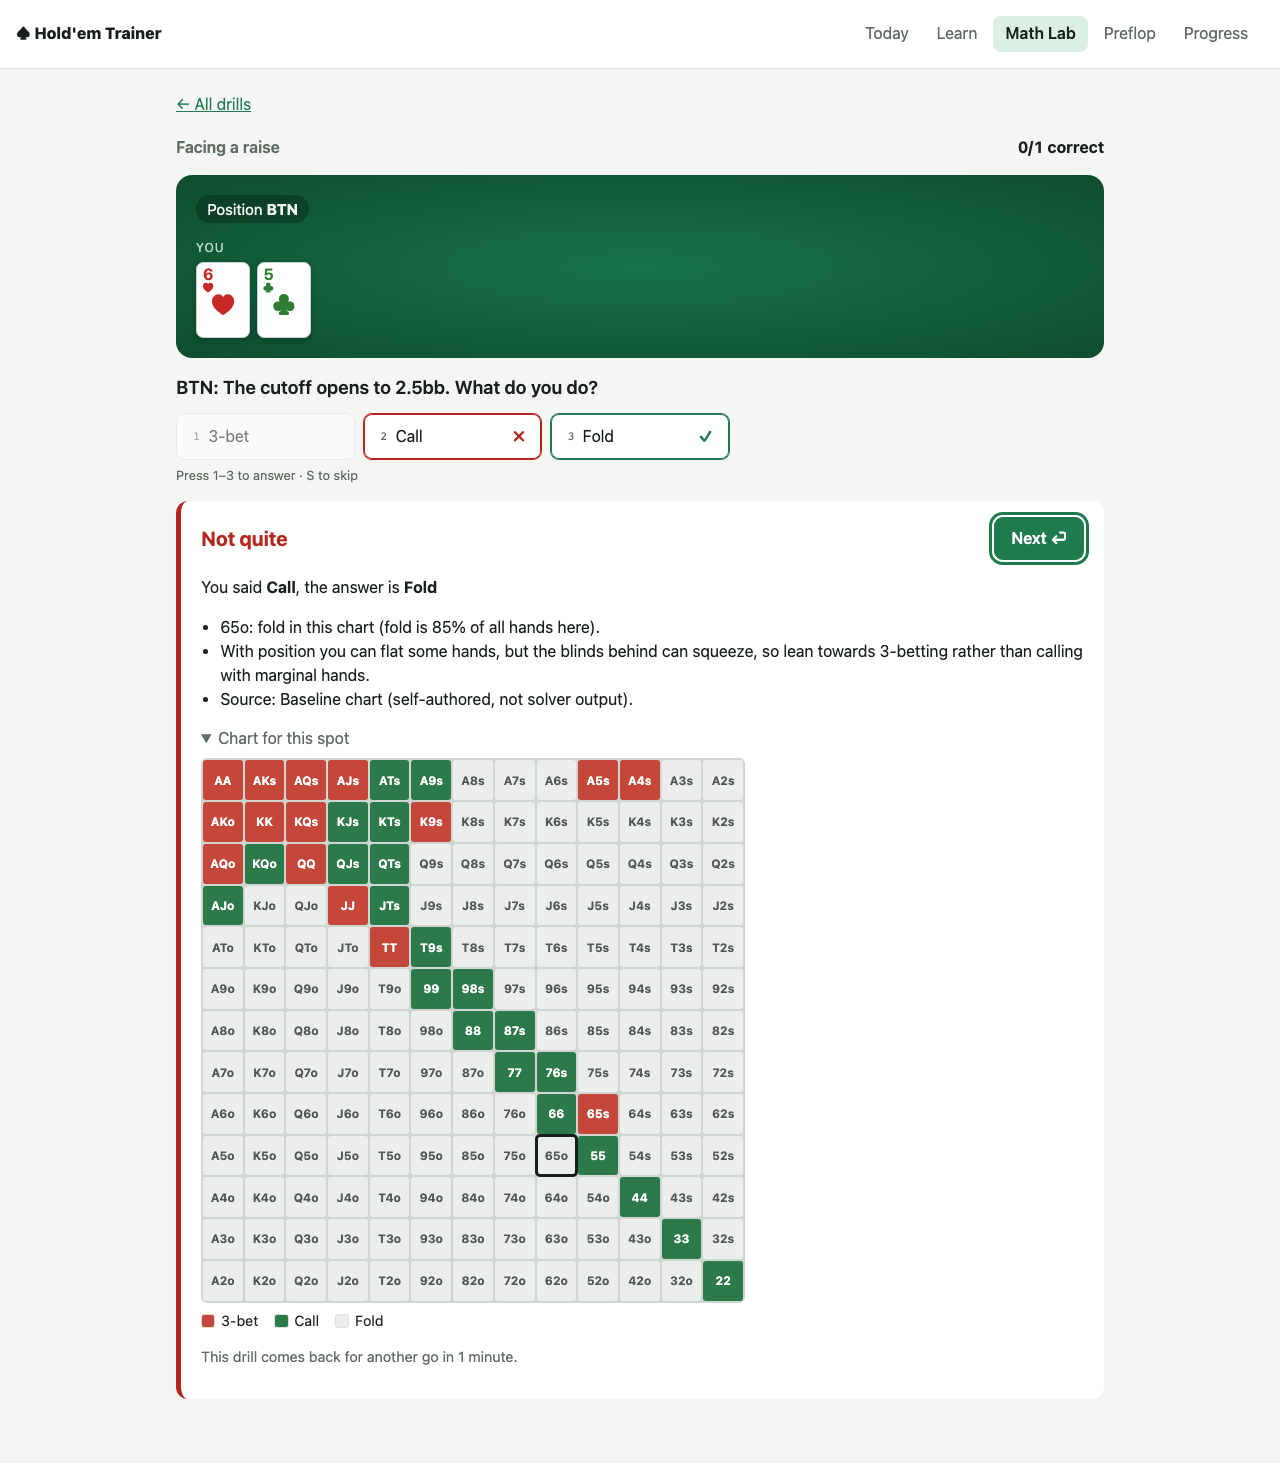 ♠ Hold'em Trainer
Today Learn Math Lab Preflop Progress
← All drills
Facing a raise 0/1 correct
Position BTN
YOU
6 5
BTN: The cutoff opens to 2.5bb. What do you do?
1 3-bet 2 Call 3 Fold
Press 1–3 to answer · S to skip
Not quite Next
You said Call, the answer is Fold
• 65o: fold in this chart (fold is 85% of all hands here).
• With position you can flat some hands, but the blinds behind can squeeze, so lean towards 3-betting rather than calling
with marginal hands.
• Source: Baseline chart (self-authored, not solver output).
▼ Chart for this spot
AA AKs AQs AJs ATs A9s A8s A7s A6s A5s A4s A3s A2s
AKo KK KQs KJs KTs K9s K8s K7s K6s K5s K4s K3s K2s
AQo KQo QQ QJs QTs Q9s Q8s Q7s Q6s Q5s Q4s Q3s Q2s
AJo KJo QJo JJ JTs J9s J8s J7s J6s J5s J4s J3s J2s
ATo KTo QTo JTo TT T9s T8s T7s T6s T5s T4s T3s T2s
A9o K9o Q9o J9o T9o 99 98s 97s 96s 95s 94s 93s 92s
A8o K8o Q8o J8o T8o 98o 88 87s 86s 85s 84s 83s 82s
A7o K7o Q7o J7o T7o 97o 87o 77 76s 75s 74s 73s 72s
A6o K6o Q6o J6o T6o 96o 86o 76o 66 65s 64s 63s 62s
A5o K5o Q5o J5o T5o 95o 85o 75o 65o 55 54s 53s 52s
A4o K4o Q4o J4o T4o 94o 84o 74o 64o 54o 44 43s 42s
A3o K3o Q3o J3o T3o 93o 83o 73o 63o 53o 43o 33 32s
A2o K2o Q2o J2o T2o 92o 82o 72o 62o 52o 42o 32o 22
3-bet Call Fold
This drill comes back for another go in 1 minute.